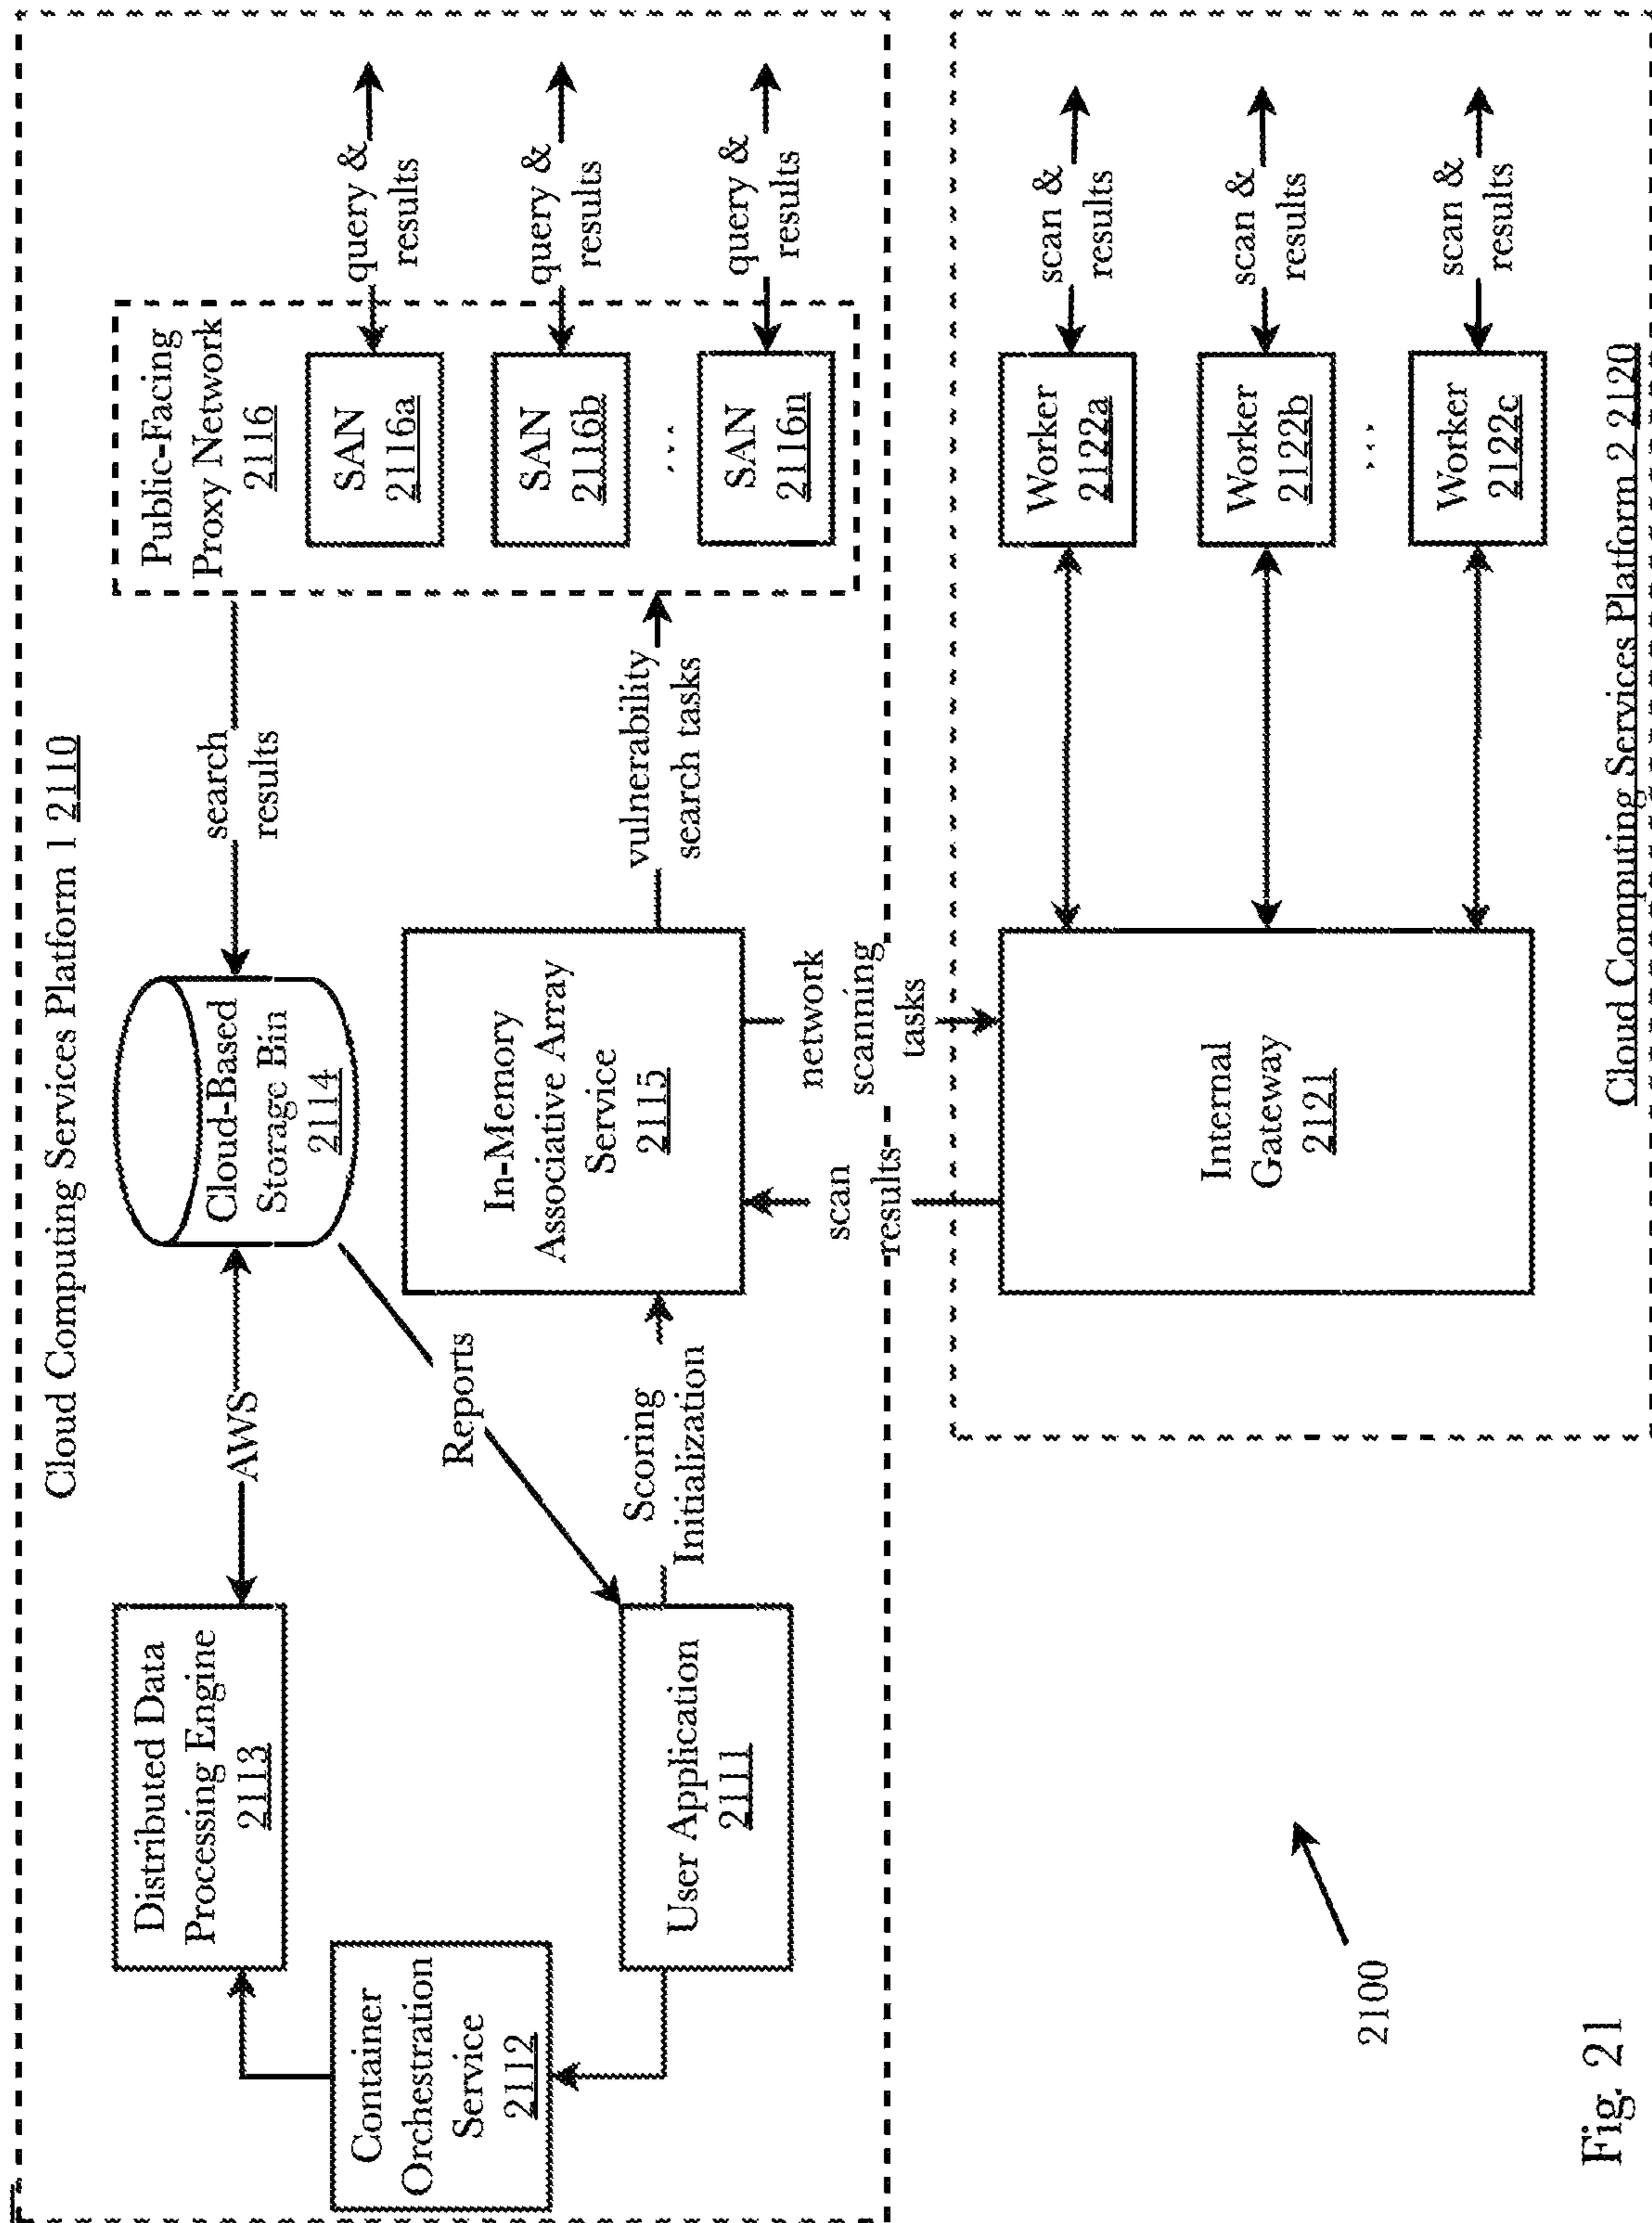 Cloud Computing Services Platform 1 2110
Distributed Data
Processing Engine
2113
AWS
Cloud-Based
Storage Bin
2114
search
results
Public-Facing
Proxy Network
2116
SAN
2116a
query &
results
SAN
2116b
query &
results
...
SAN
2116n
query &
results
Container
Orchestration
Service
2112
Reports
User Application
2111
Scoring
Initialization
In-Memory
Associative Array
Service
2115
vulnerability
search tasks
scan
results
network
scanning
tasks
Internal
Gateway
2121
Worker
2122a
scan &
results
Worker
2122b
scan &
results
...
Worker
2122c
scan &
results
Cloud Computing Services Platform 2 2120
2100
Fig. 21